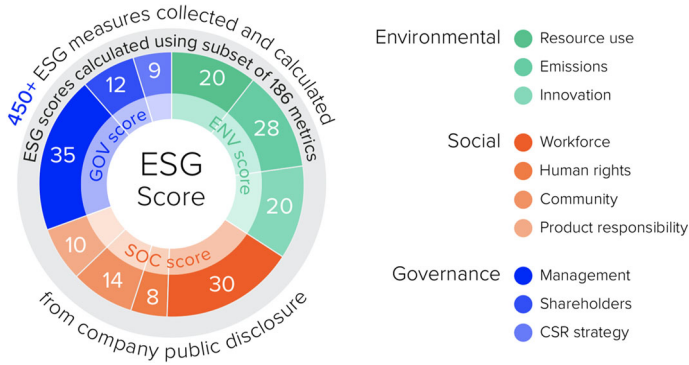 450+ ESG measures collected and calculated
ESG scores calculated using subset of 186 metrics
20
28
20
30
8
14
10
35
12
9
ENV score
SOC score
GOV score
ESG
Score
from company public disclosure
Environmental
Resource use
Emissions
Innovation
Social
Workforce
Human rights
Community
Product responsibility
Governance
Management
Shareholders
CSR strategy